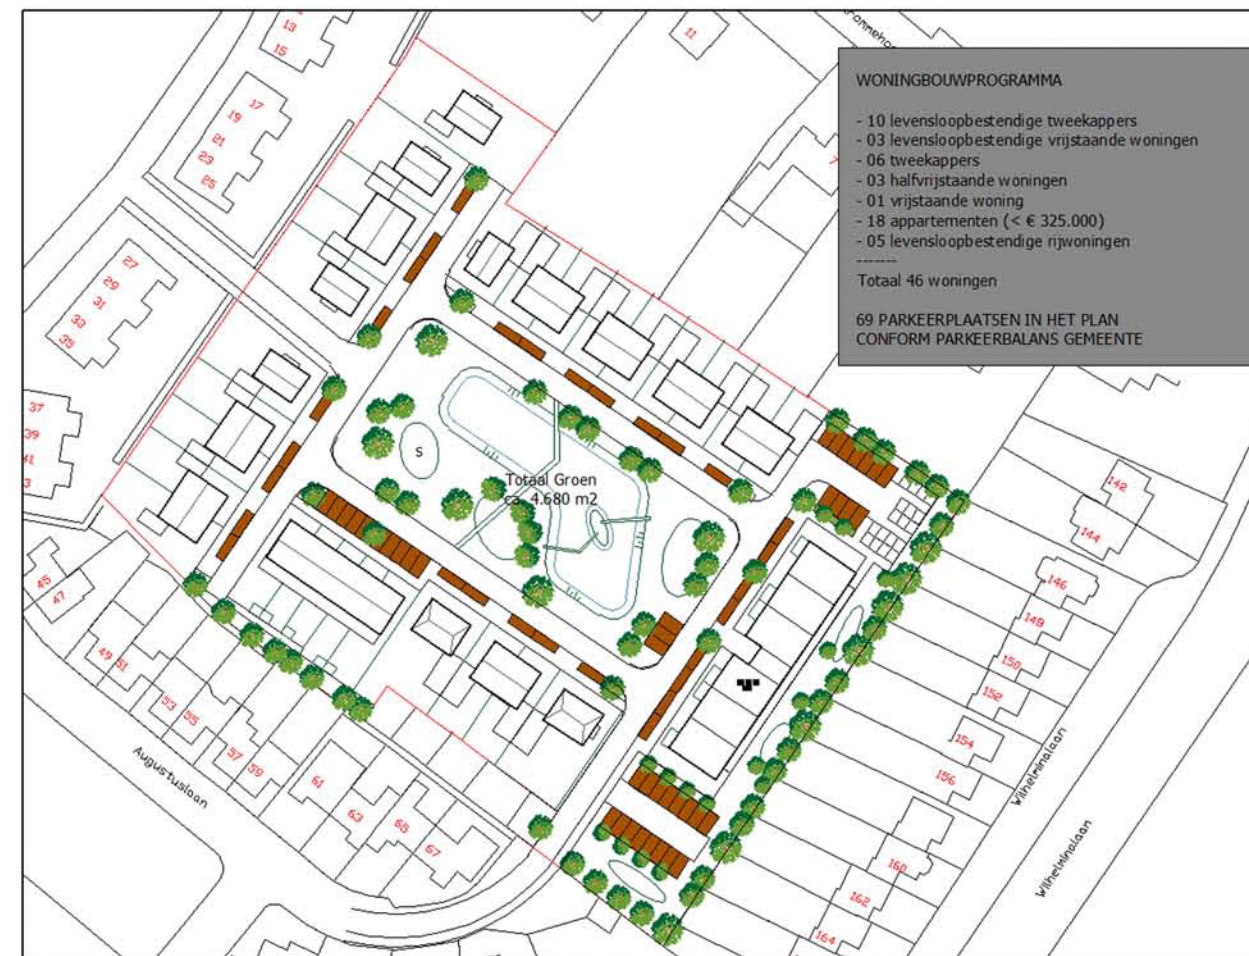 13
15
17
19
21
23
25
11
WONINGBOUWPROGRAMMA
- 10 levensloopbestendige tweekappers
- 03 levensloopbestendige vrijstaande woningen
- 06 tweekappers
- 03 halfvrijstaande woningen
- 01 vrijstaande woning
- 18 appartementen (< € 325.000)
- 05 levensloopbestendige rijwoningen
-------
Totaal 46 woningen
69 PARKEERPLAATSEN IN HET PLAN
CONFORM PARKEERBALANS GEMEENTE
27
29
31
33
35
37
39
41
S
Totaal Groen
ca. 4.680 m2
142
144
146
148
150
152
154
156
160
162
164
45
47
49
51
53
55
57
59
61
63
65
67
Augustuslaan
Wilhelminalaan
Wilhelminalaan